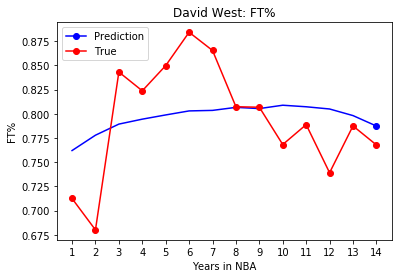 David West: FT%
Prediction
True
0.875
0.850
0.825
0.800
0.775
0.750
0.725
0.700
0.675
FT%
1 2 3 4 5 6 7 8 9 10 11 12 13 14
Years in NBA